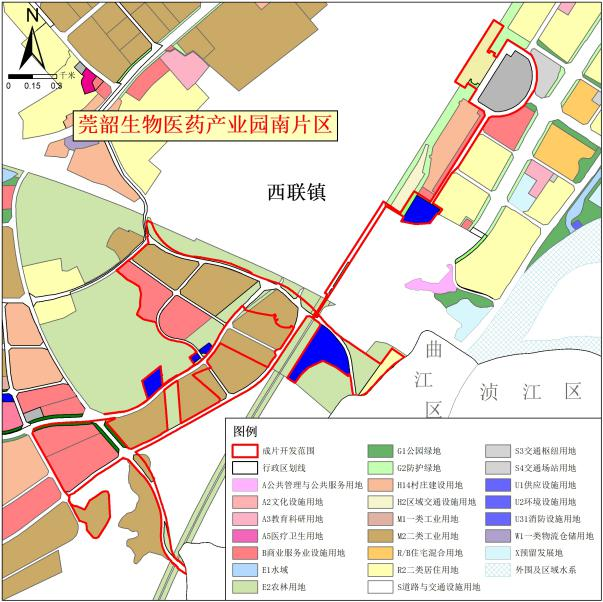 N
0 0.15 0.3 千米
莞韶生物医药产业园南片区
西联镇
曲
江
区
浈江区
图例
成片开发范围
行政区划线
A公共管理与公共服务用地
A2文化设施用地
A3教育科研用地
A5医疗卫生用地
B商业服务业设施用地
E1水域
E2农林用地
G1公园绿地
G2防护绿地
H14村庄建设用地
H2区域交通设施用地
M1一类工业用地
M2二类工业用地
R/B住宅混合用地
R2二类居住用地
S道路与交通设施用地
S3交通枢纽用地
S4交通场站用地
U1供应设施用地
U2环境设施用地
U31消防设施用地
W1一类物流仓储用地
X预留发展地
外围及区域水系